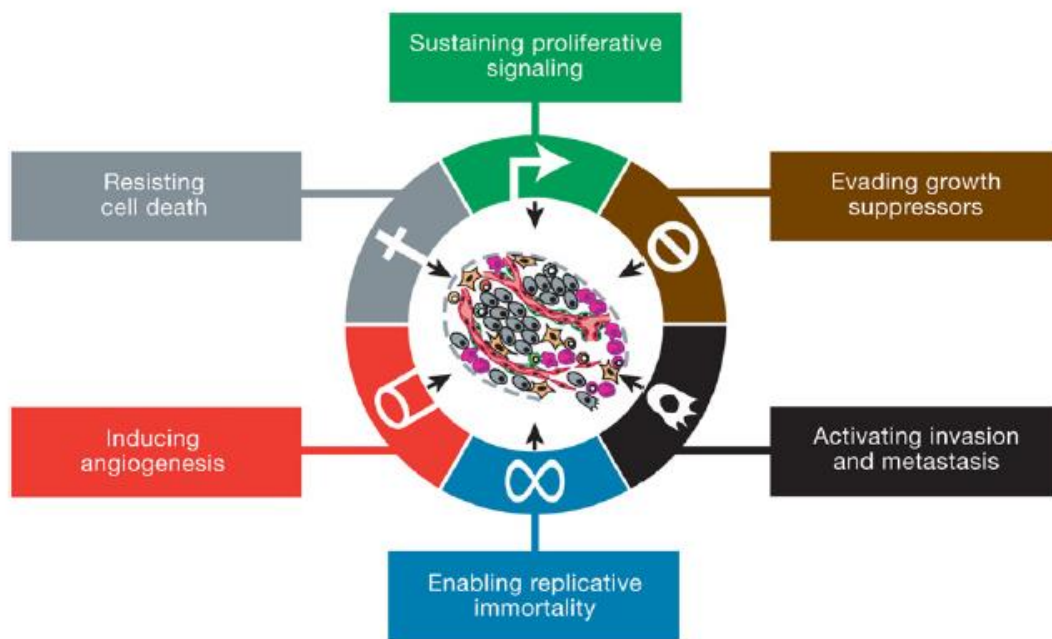 Sustaining proliferative
signaling
Resisting
cell death
Evading growth
suppressors
Inducing
angiogenesis
Activating invasion
and metastasis
Enabling replicative
immortality